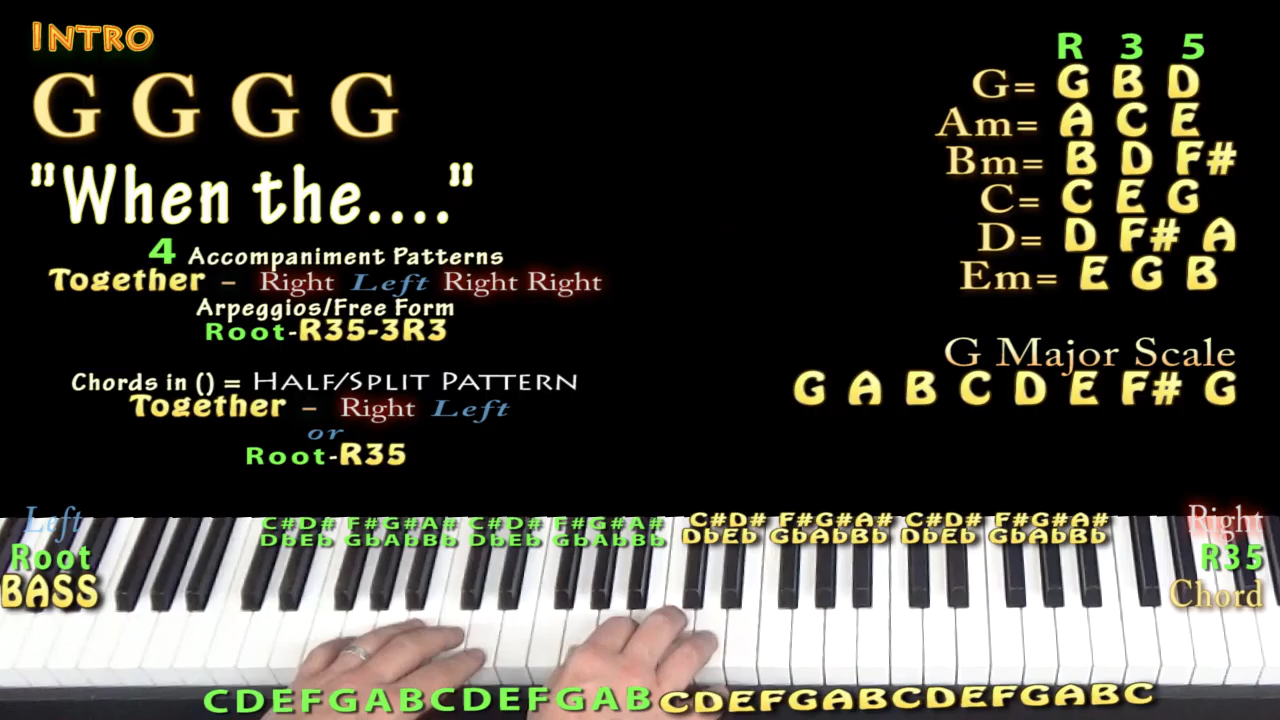 INTRO
G G G G
"When the...."
4 Accompaniment Patterns
Together - Right Left Right Right
Arpeggios/Free Form
Root-R35-3R3
Chords in () = HALF/SPLIT PATTERN
Together - Right Left
or
Root-R35
R 3 5
G= G B D
Am= A C E
Bm= B D F#
C= C E G
D= D F# A
Em= E G B
G Major Scale
G A B C D E F# G
Left
Root
BASS
C#D# F#G#A# C#D# F#G#A# C#D# F#G#A# C#D# F#G#A#
DbEb GbAbBb DbEb GbAbBb DbEb GbAbBb DbEb GbAbBb
Right
R35
Chord
CDEFGABCDEFGABCDEFGABCDEFGABC